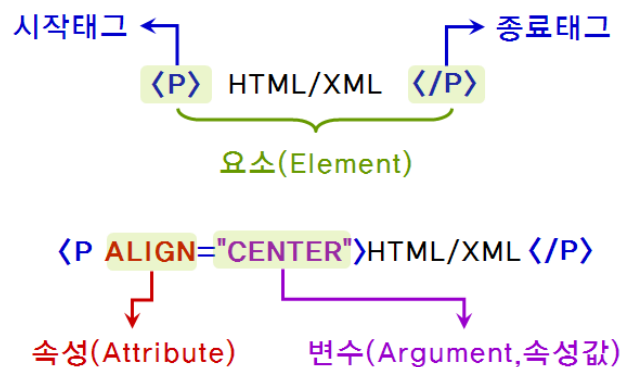 시작태그 종료태그
<P> HTML/XML </P>
요소(Element)
<P ALIGN="CENTER">HTML/XML</P>
속성(Attribute) 변수(Argument,속성값)